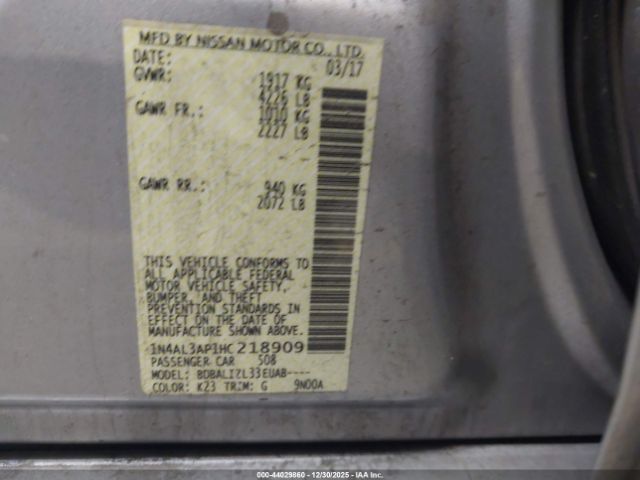 MFD BY NISSAN MOTOR CO., LTD.
DATE: 03/17
GVWR: 1917 KG
4226 LB
GAWR FR.: 1010 KG
2227 LB
GAWR RR.: 940 KG
2072 LB
THIS VEHICLE CONFORMS TO
ALL APPLICABLE FEDERAL
MOTOR VEHICLE SAFETY,
BUMPER, AND THEFT
PREVENTION STANDARDS IN
EFFECT ON THE DATE OF
MANUFACTURE SHOWN ABOVE.
1N4AL3AP1HC218909
PASSENGER CAR 508
MODEL: BDBALIZL33EUAB----
COLOR: K23 TRIM: G 9N00A
000-44029860 - 12/30/2025 - IAA Inc.